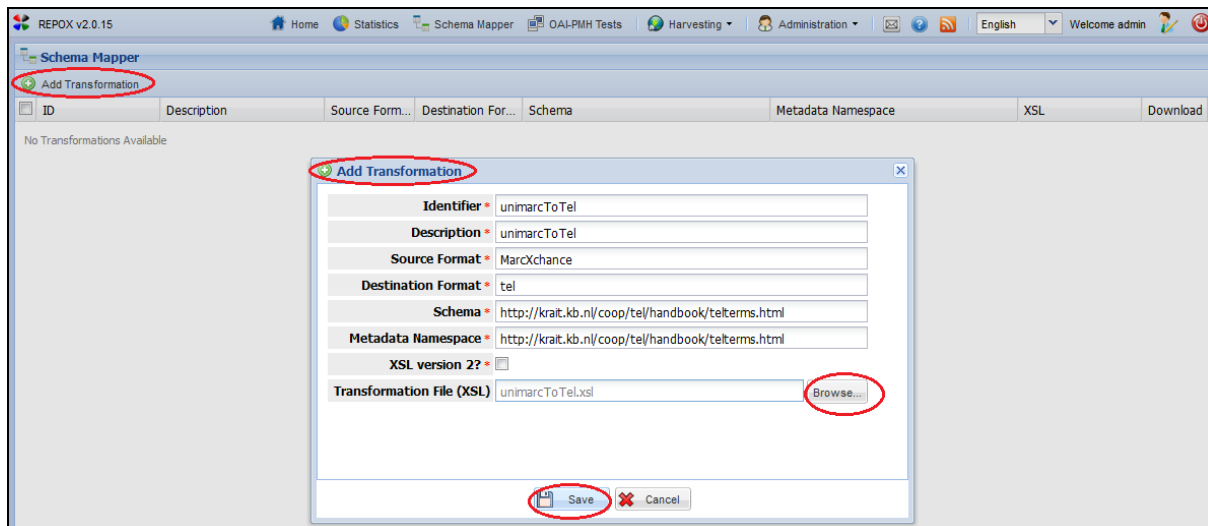 REPOX v2.0.15 Home Statistics Schema Mapper OAI-PMH Tests Harvesting Administration English Welcome admin
Schema Mapper
Add Transformation
ID Description Source Form... Destination For... Schema Metadata Namespace XSL Download
No Transformations Available
Add Transformation
Identifier * unimarcToTel
Description * unimarcToTel
Source Format * MarcXchance
Destination Format * tel
Schema * http://krait.kb.nl/coop/tel/handbook/telterms.html
Metadata Namespace * http://krait.kb.nl/coop/tel/handbook/telterms.html
XSL version 2? *
Transformation File (XSL) unimarcToTel.xsl Browse...
Save Cancel